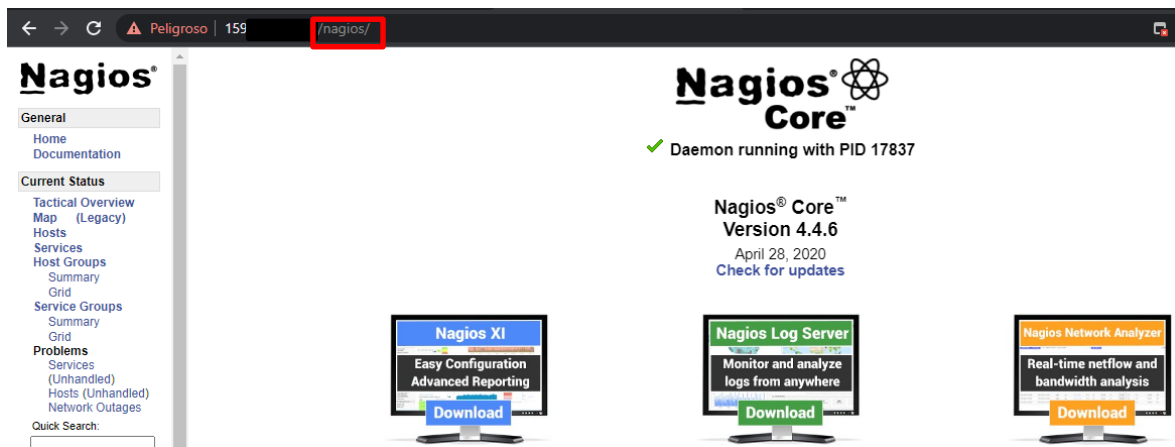 Peligroso | 159 /nagios/
Nagios®
General
Home
Documentation
Current Status
Tactical Overview
Map (Legacy)
Hosts
Services
Host Groups
Summary
Grid
Service Groups
Summary
Grid
Problems
Services
(Unhandled)
Hosts (Unhandled)
Network Outages
Quick Search:
Nagios®
Core™
Daemon running with PID 17837
Nagios® Core™
Version 4.4.6
April 28, 2020
Check for updates
Nagios XI
Easy Configuration
Advanced Reporting
Download
Nagios Log Server
Monitor and analyze
logs from anywhere
Download
Nagios Network Analyzer
Real-time netflow and
bandwidth analysis
Download